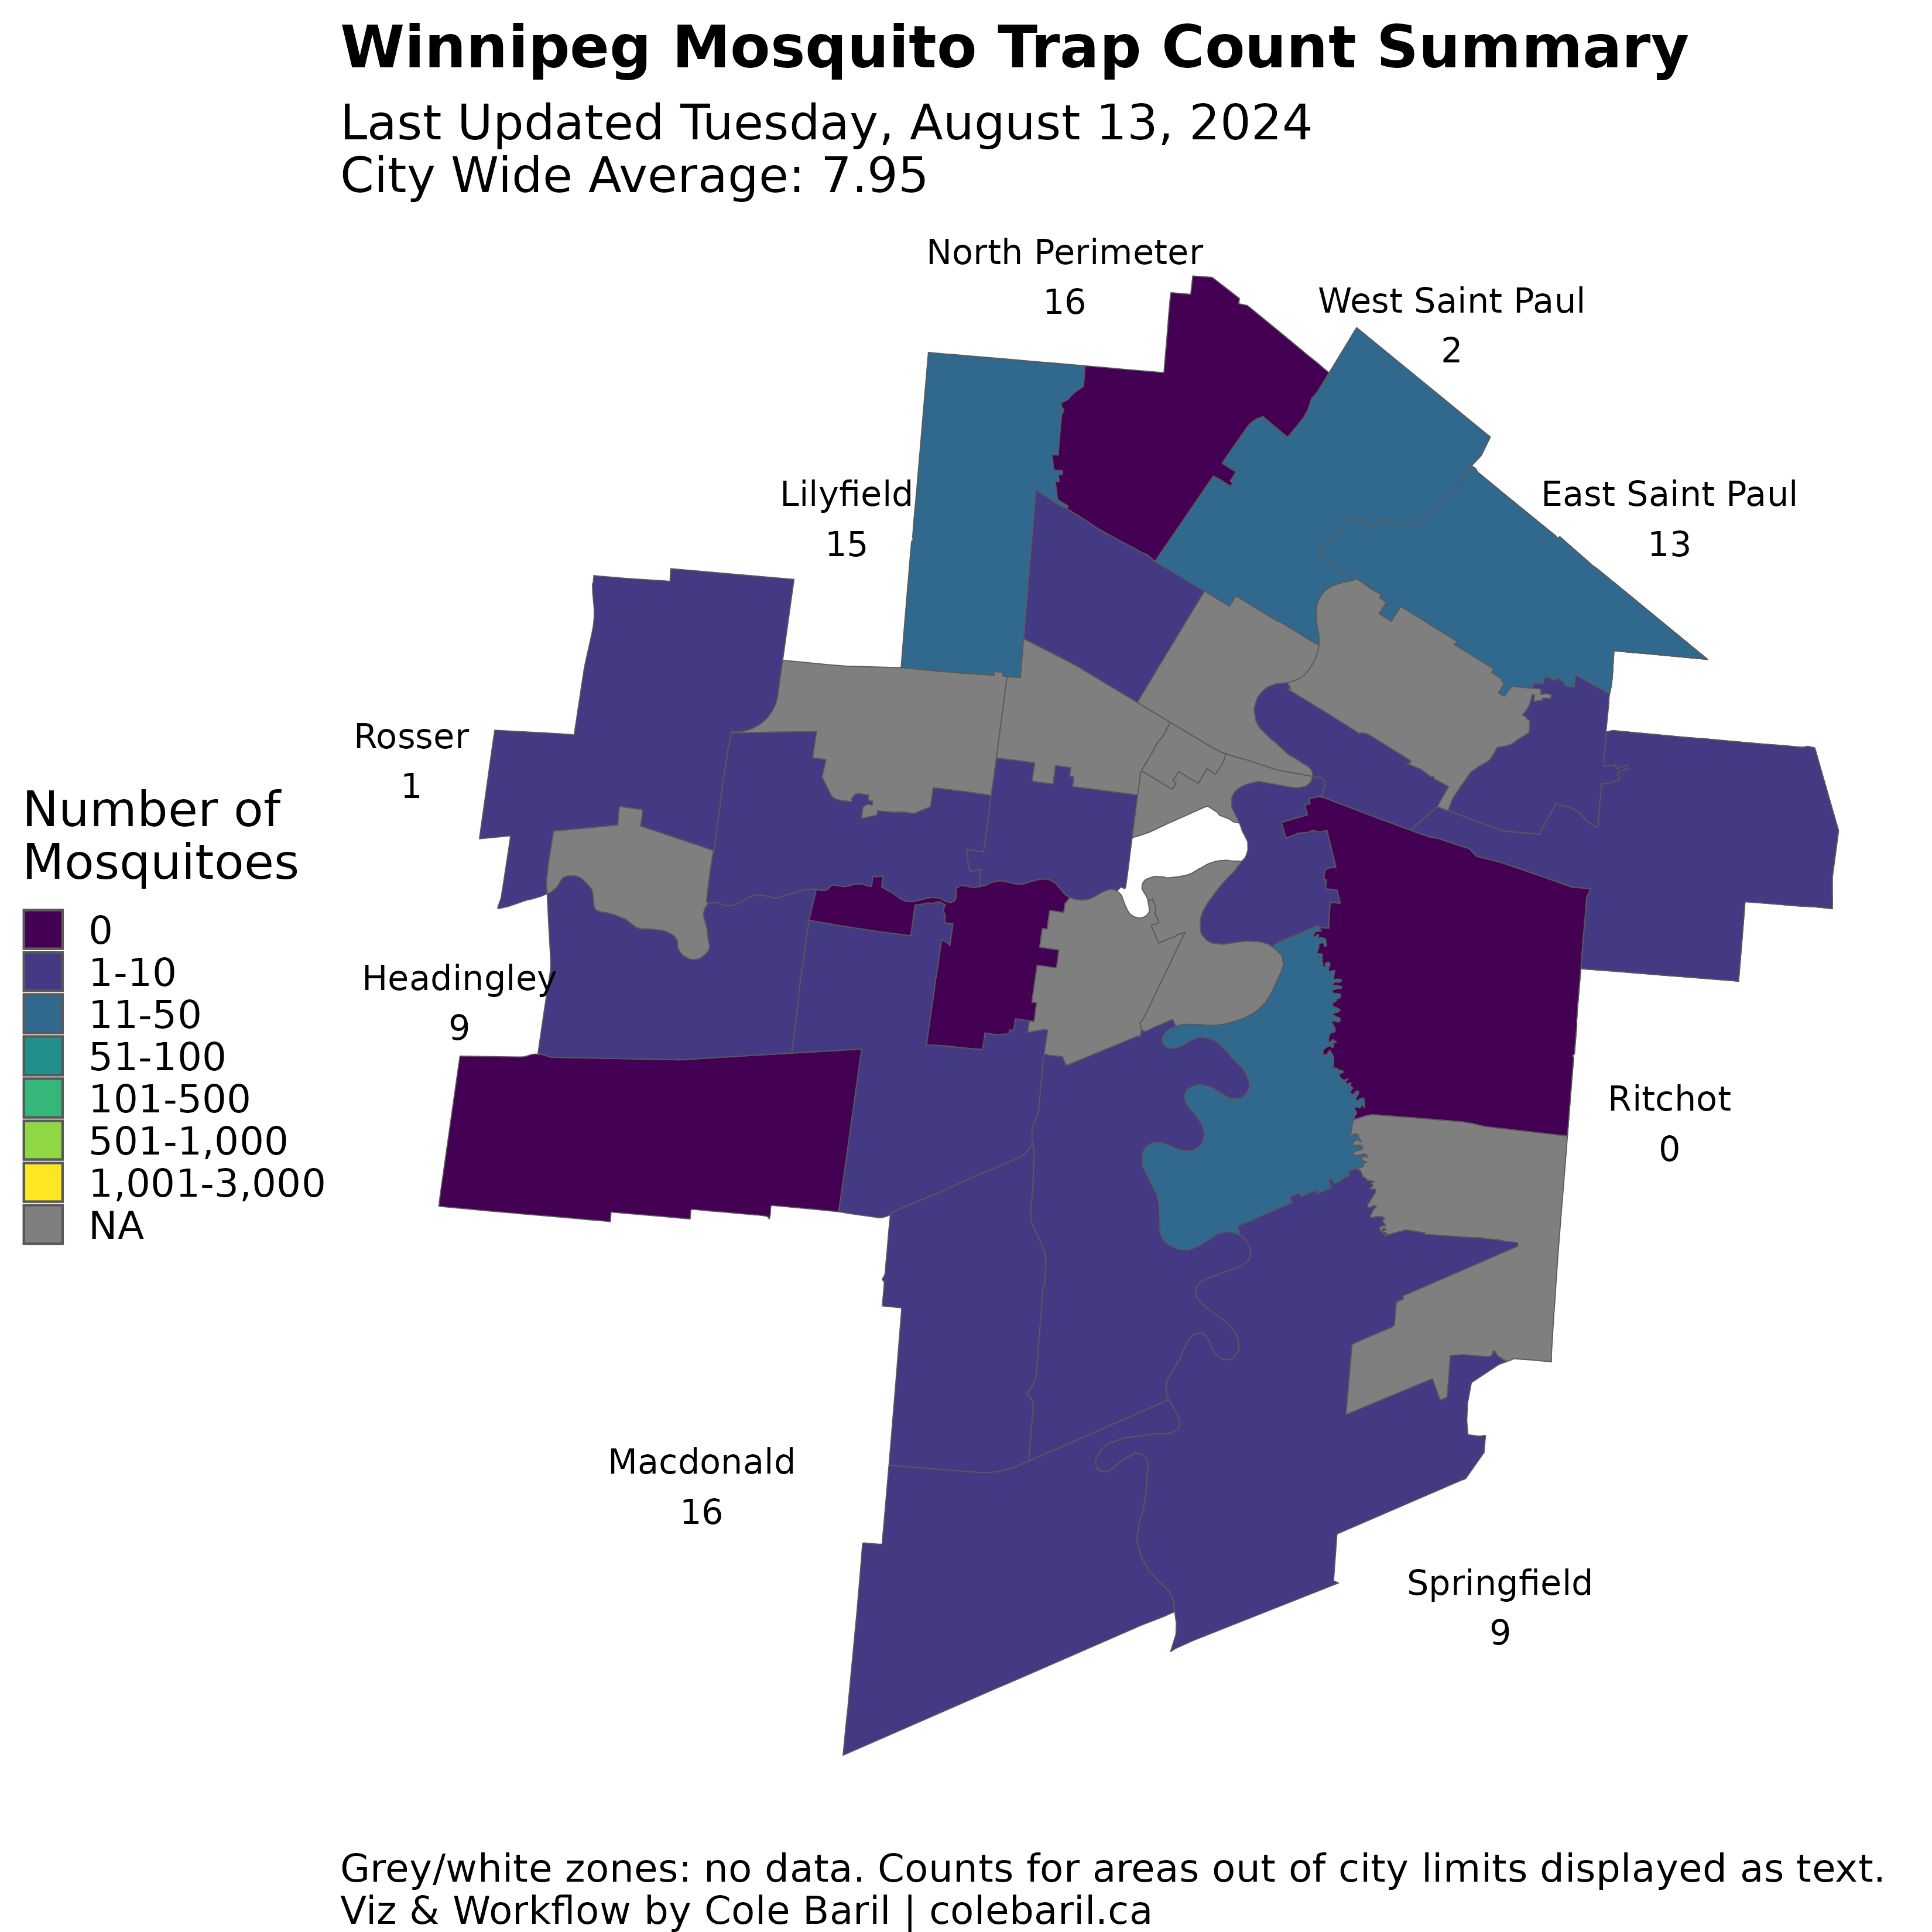 Winnipeg Mosquito Trap Count Summary
Last Updated Tuesday, August 13, 2024
City Wide Average: 7.95
North Perimeter
16
West Saint Paul
2
Lilyfield
15
East Saint Paul
13
Rosser
1
Headingley
9
Ritchot
0
Macdonald
16
Springfield
9
Number of
Mosquitoes
0
1-10
11-50
51-100
101-500
501-1,000
1,001-3,000
NA
Grey/white zones: no data. Counts for areas out of city limits displayed as text.
Viz & Workflow by Cole Baril | colebaril.ca